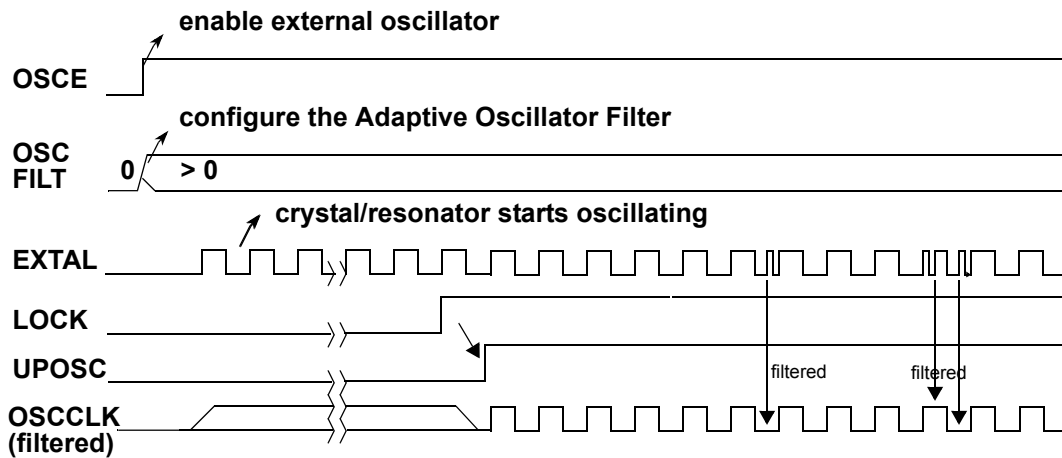 enable external oscillator
OSCE
configure the Adaptive Oscillator Filter
OSC
FILT
0
> 0
crystal/resonator starts oscillating
EXTAL
LOCK
UPOSC
filtered
filtered
OSCCLK
(filtered)